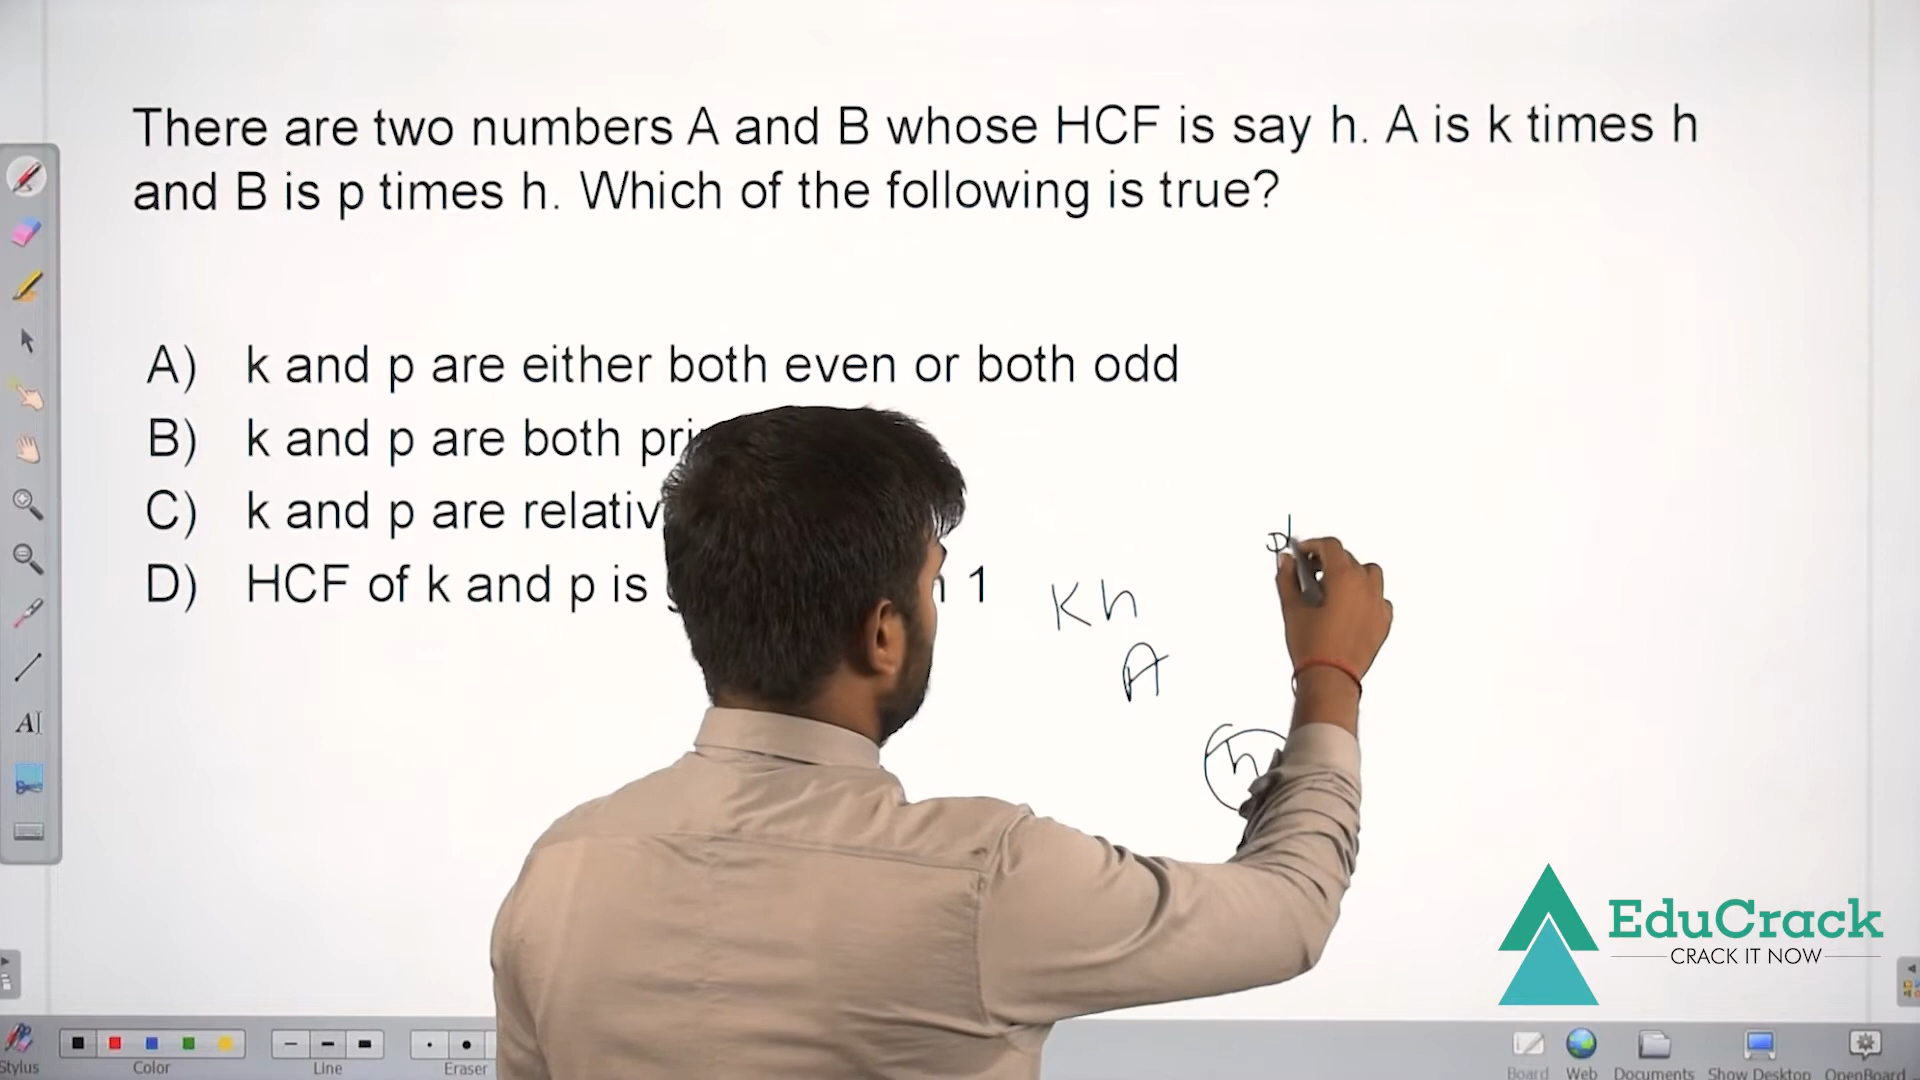 There are two numbers A and B whose HCF is say h. A is k times h
and B is p times h. Which of the following is true?
A) k and p are either both even or both odd
B) k and p are both
C) k and p are
D) HCF of k and p is 1
Kh
A
h
EduCrack
CRACK IT NOW
Stylus
Color
Line
Eraser
Board
Web
Documents
Show Desktop
OpenBoard